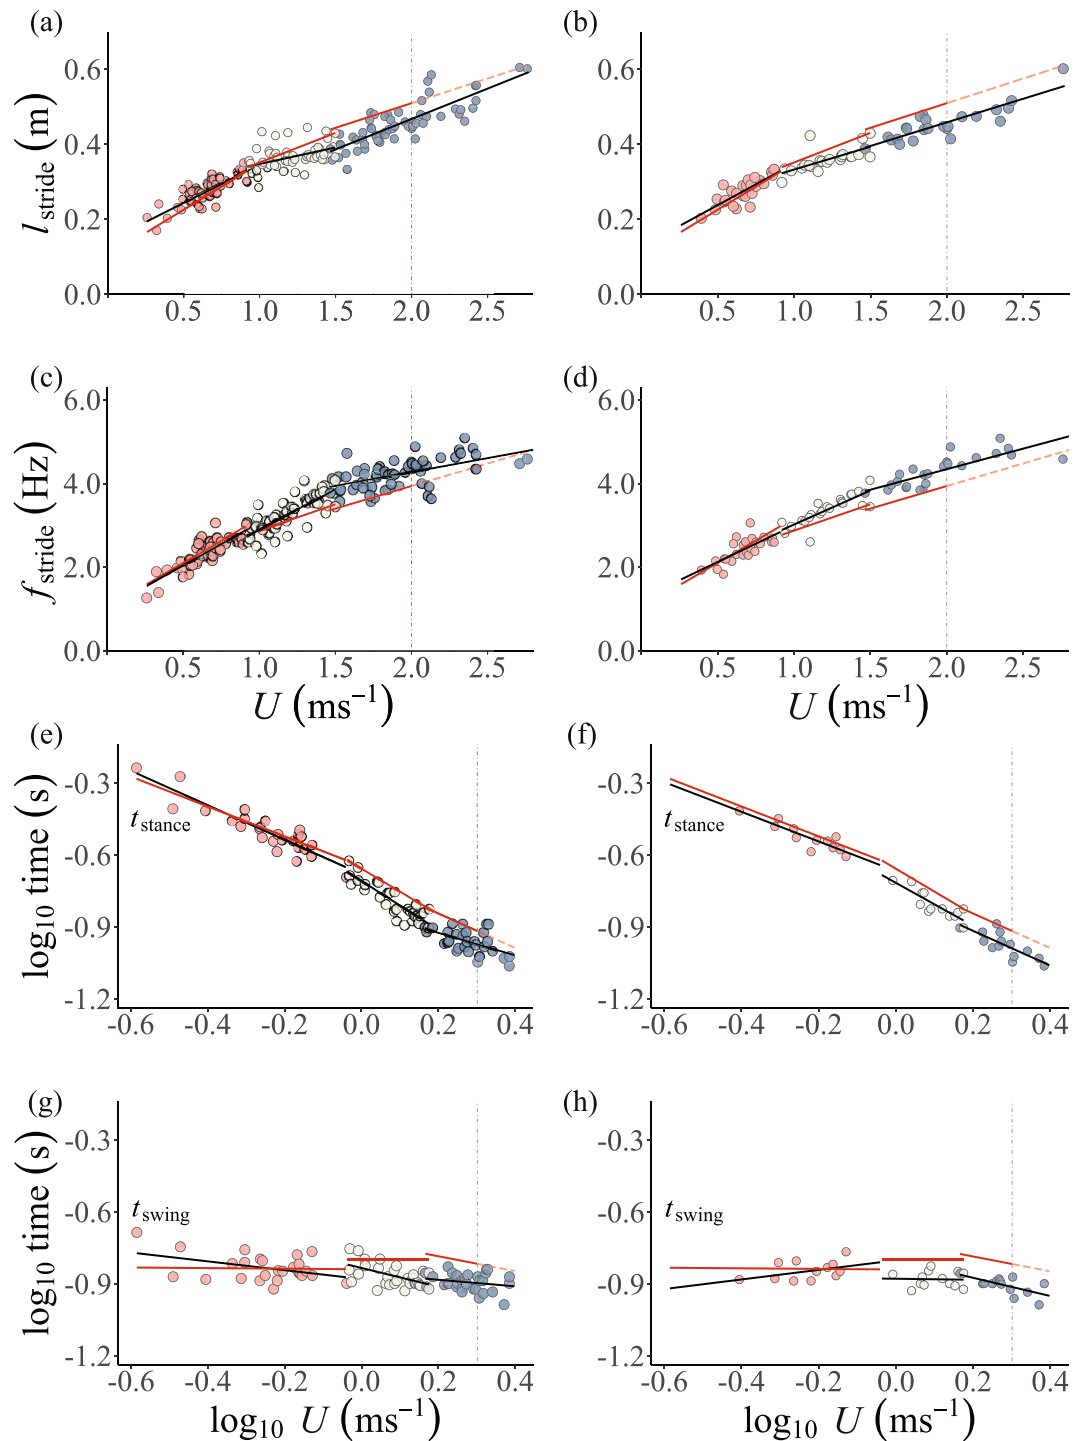 (a)
(b)
l stride (m)
0.6
0.4
0.2
0.0
0.5 1.0 1.5 2.0 2.5
0.6
0.4
0.2
0.0
0.5 1.0 1.5 2.0 2.5
(c)
(d)
f stride (Hz)
6.0
4.0
2.0
0.0
0.5 1.0 1.5 2.0 2.5
U (ms⁻¹)
6.0
4.0
2.0
0.0
0.5 1.0 1.5 2.0 2.5
U (ms⁻¹)
(e)
(f)
log₁₀ time (s)
-0.3
-0.6
-0.9
-1.2
t stance
-0.6 -0.4 -0.2 0.0 0.2 0.4
-0.3
-0.6
-0.9
-1.2
t stance
-0.6 -0.4 -0.2 0.0 0.2 0.4
(g)
(h)
log₁₀ time (s)
-0.3
-0.6
-0.9
-1.2
t swing
-0.6 -0.4 -0.2 0.0 0.2 0.4
log₁₀ U (ms⁻¹)
-0.3
-0.6
-0.9
-1.2
t swing
-0.6 -0.4 -0.2 0.0 0.2 0.4
log₁₀ U (ms⁻¹)